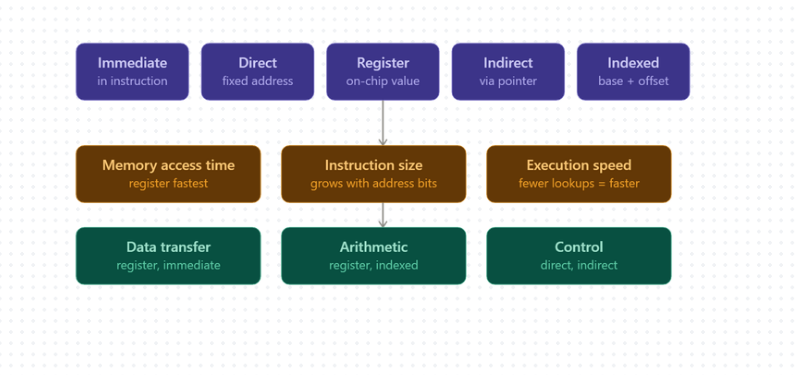 Immediate
in instruction
Direct
fixed address
Register
on-chip value
Indirect
via pointer
Indexed
base + offset
Memory access time
register fastest
Instruction size
grows with address bits
Execution speed
fewer lookups = faster
Data transfer
register, immediate
Arithmetic
register, indexed
Control
direct, indirect